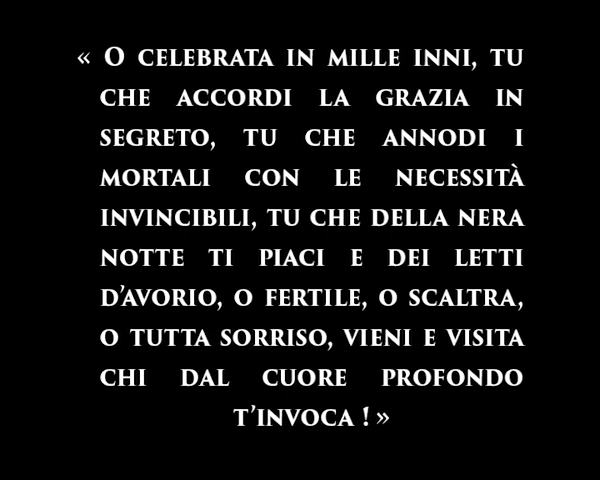 « O CELEBRATA IN MILLE INNI, TU
CHE ACCORDI LA GRAZIA IN
SEGRETO, TU CHE ANNODI I
MORTALI CON LE NECESSITÀ
INVINCIBILI, TU CHE DELLA NERA
NOTTE TI PIACI E DEI LETTI
D’AVORIO, O FERTILE, O SCALTRA,
O TUTTA SORRISO, VIENI E VISITA
CHI DAL CUORE PROFONDO
T’INVOCA ! »